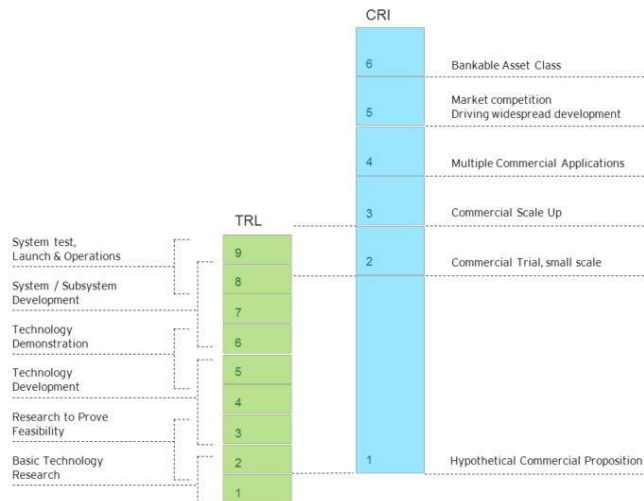 CRI
6
Bankable Asset Class
5
Market competition
Driving widespread development
4
Multiple Commercial Applications
3
Commercial Scale Up
2
Commercial Trial, small scale
1
Hypothetical Commercial Proposition
TRL
9
8
7
6
5
4
3
2
1
System test,
Launch & Operations
System / Subsystem
Development
Technology
Demonstration
Technology
Development
Research to Prove
Feasibility
Basic Technology
Research